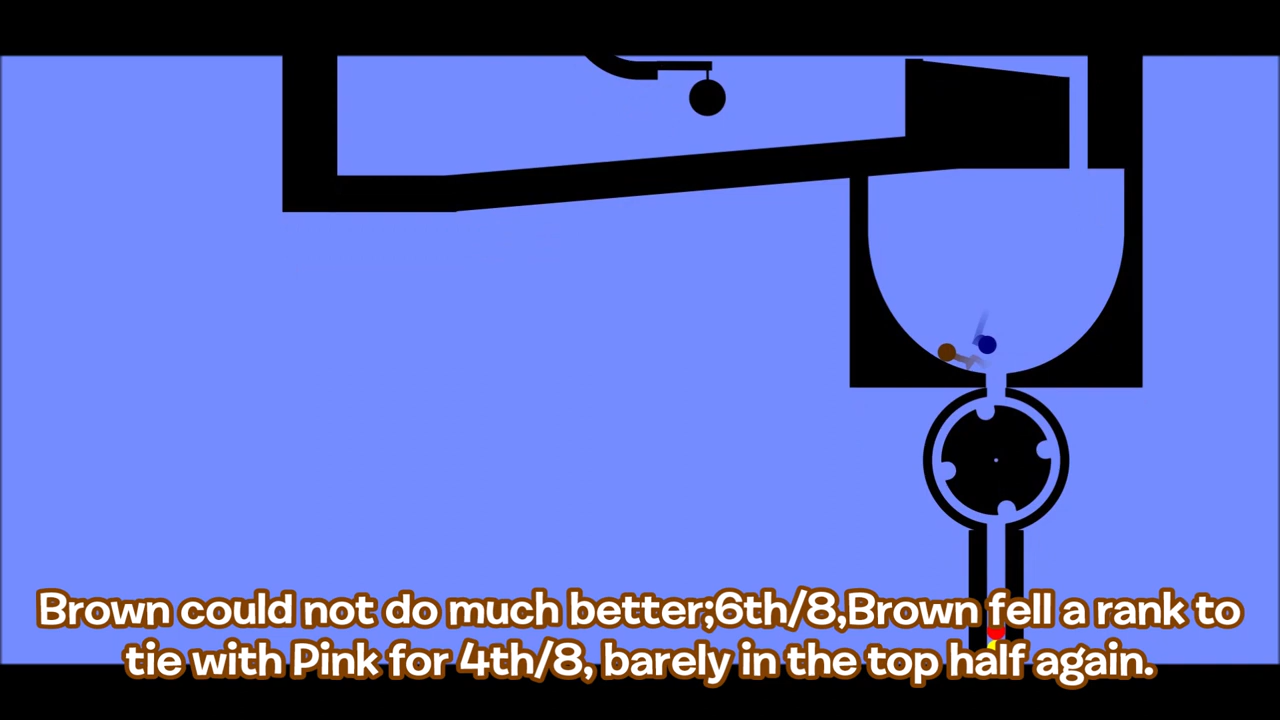 Brown could not do much better;6th/8,Brown fell a rank to
tie with Pink for 4th/8, barely in the top half again.